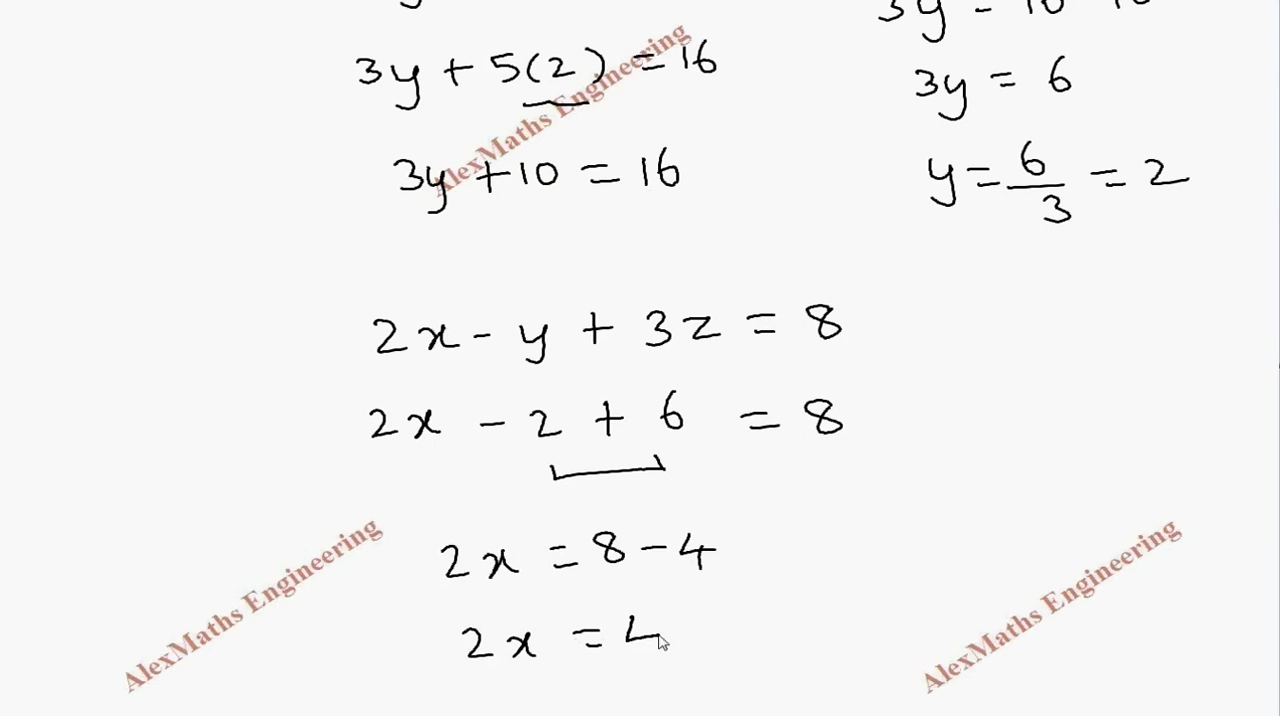 3y + 5(2) = 16
3y + 10 = 16
3y = 6
y = 6/3 = 2
2x - y + 3z = 8
2x - 2 + 6 = 8
2x = 8 - 4
2x = 4
AlexMaths Engineering
AlexMaths Engineering
AlexMaths Engineering